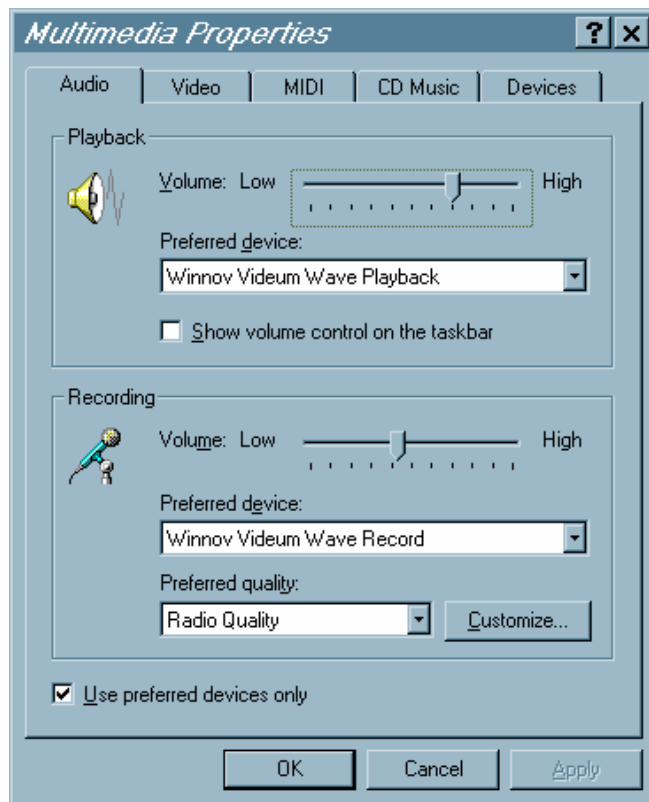 Multimedia Properties
Audio Video MIDI CD Music Devices
Playback
Volume: Low High
Preferred device:
Winnov Videum Wave Playback
Show volume control on the taskbar
Recording
Volume: Low High
Preferred device:
Winnov Videum Wave Record
Preferred quality:
Radio Quality Customize...
Use preferred devices only
OK Cancel Apply